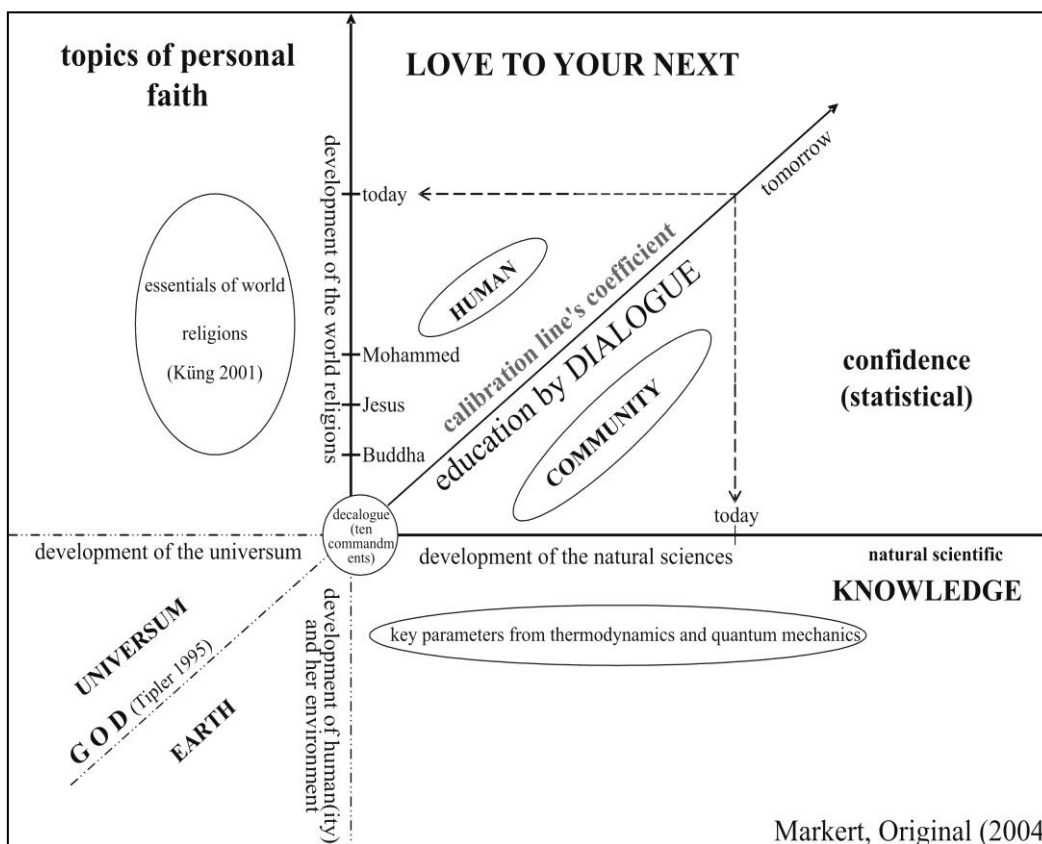 topics of personal
faith
LOVE TO YOUR NEXT
development of the world religions
today
tomorrow
essentials of world
religions
(Küng 2001)
HUMAN
calibration line's coefficient
education by DIALOGUE
COMMUNITY
Mohammed
Jesus
Buddha
confidence
(statistical)
decalogue
(ten
commandm
ents)
today
development of the universum
development of the natural sciences
natural scientific
KNOWLEDGE
UNIVERSUM
G O D (Tipler 1995)
EARTH
development of human(ity)
and her environment
key parameters from thermodynamics and quantum mechanics
Markert, Original (2004